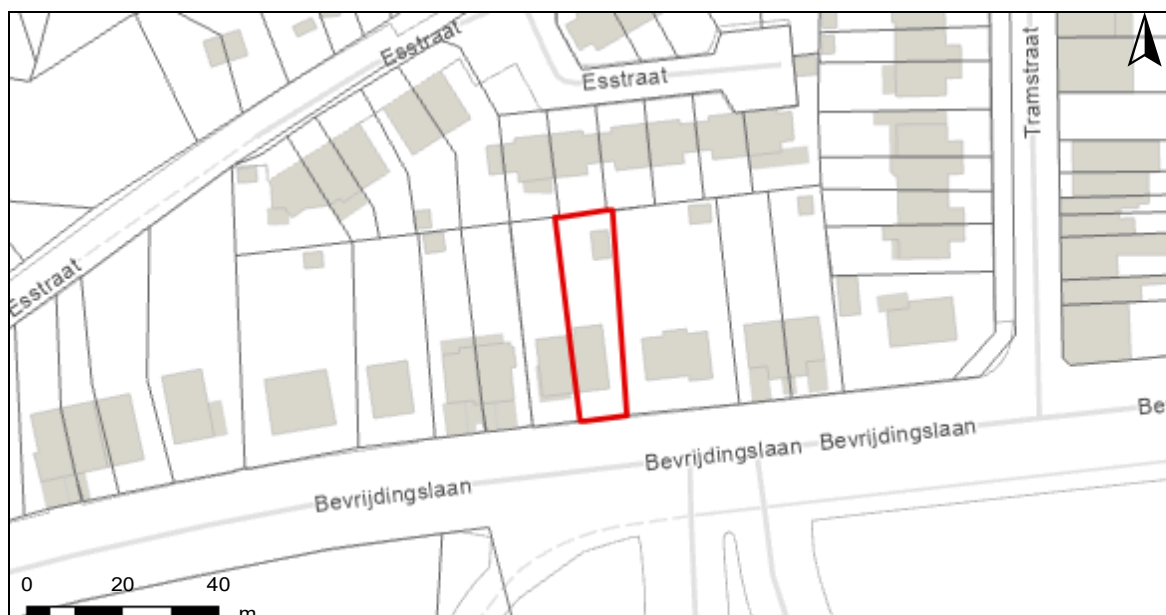 Esstraat
Esstraat
Tramstraat
Esstraat
Be
Bevrijdingslaan
Bevrijdingslaan
Bevrijdingslaan
0 20 40
m